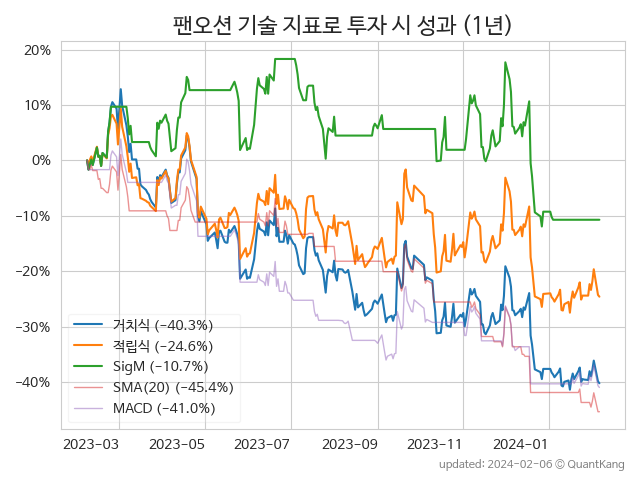 팬오션 기술 지표로 투자 시 성과 (1년)
20%
10%
0%
−10%
−20%
−30%
−40%
거치식 (−40.3%)
적립식 (−24.6%)
SigM (−10.7%)
SMA(20) (−45.4%)
MACD (−41.0%)
2023−03 2023−05 2023−07 2023−09 2023−11 2024−01
updated: 2024−02−06 ⓒ QuantKang